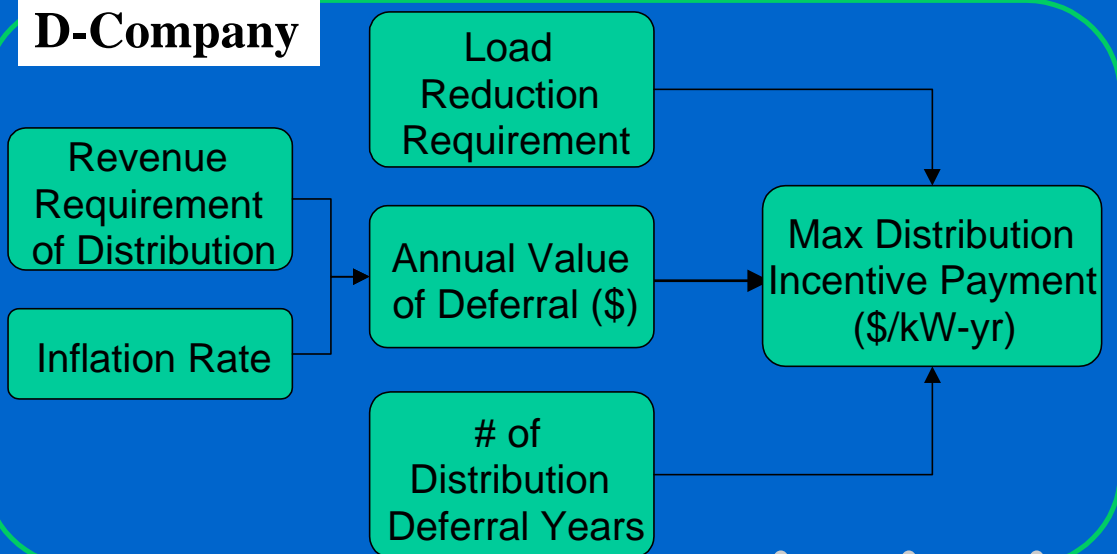 D-Company
Load
Reduction
Requirement
Revenue
Requirement
of Distribution
Annual Value
of Deferral ($)
Max Distribution
Incentive Payment
($/kW-yr)
Inflation Rate
# of
Distribution
Deferral Years